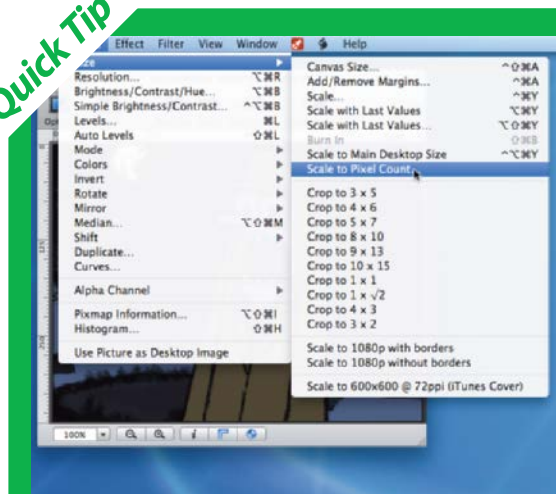 Quick Tip
Effect Filter View Window Help
Resolution... ⌥⌘R
Brightness/Contrast/Hue... ⌥⌘B
Simple Brightness/Contrast... ^⌥⌘B
Levels... ⌘L
Auto Levels ⇧⌘L
Mode
Colors
Invert
Rotate
Mirror
Median... ⌥⇧⌘M
Shift
Duplicate...
Curves...
Alpha Channel
Pixmap Information... ⌥⇧⌘I
Histogram... ⇧⌘H
Use Picture as Desktop Image
Canvas Size... ^⇧⌘A
Add/Remove Margins... ^⌘A
Scale... ^⌘Y
Scale with Last Values ⌥⌘Y
Scale with Last Values... ⌥⇧⌘Y
Burn In ⇧⌘B
Scale to Main Desktop Size ^⌥⌘Y
Scale to Pixel Count...
Crop to 3 x 5
Crop to 4 x 6
Crop to 5 x 7
Crop to 8 x 10
Crop to 9 x 13
Crop to 10 x 15
Crop to 1 x 1
Crop to 1 x √2
Crop to 4 x 3
Crop to 3 x 2
Scale to 1080p with borders
Scale to 1080p without borders
Scale to 600x600 @ 72ppi (iTunes Cover)
100%